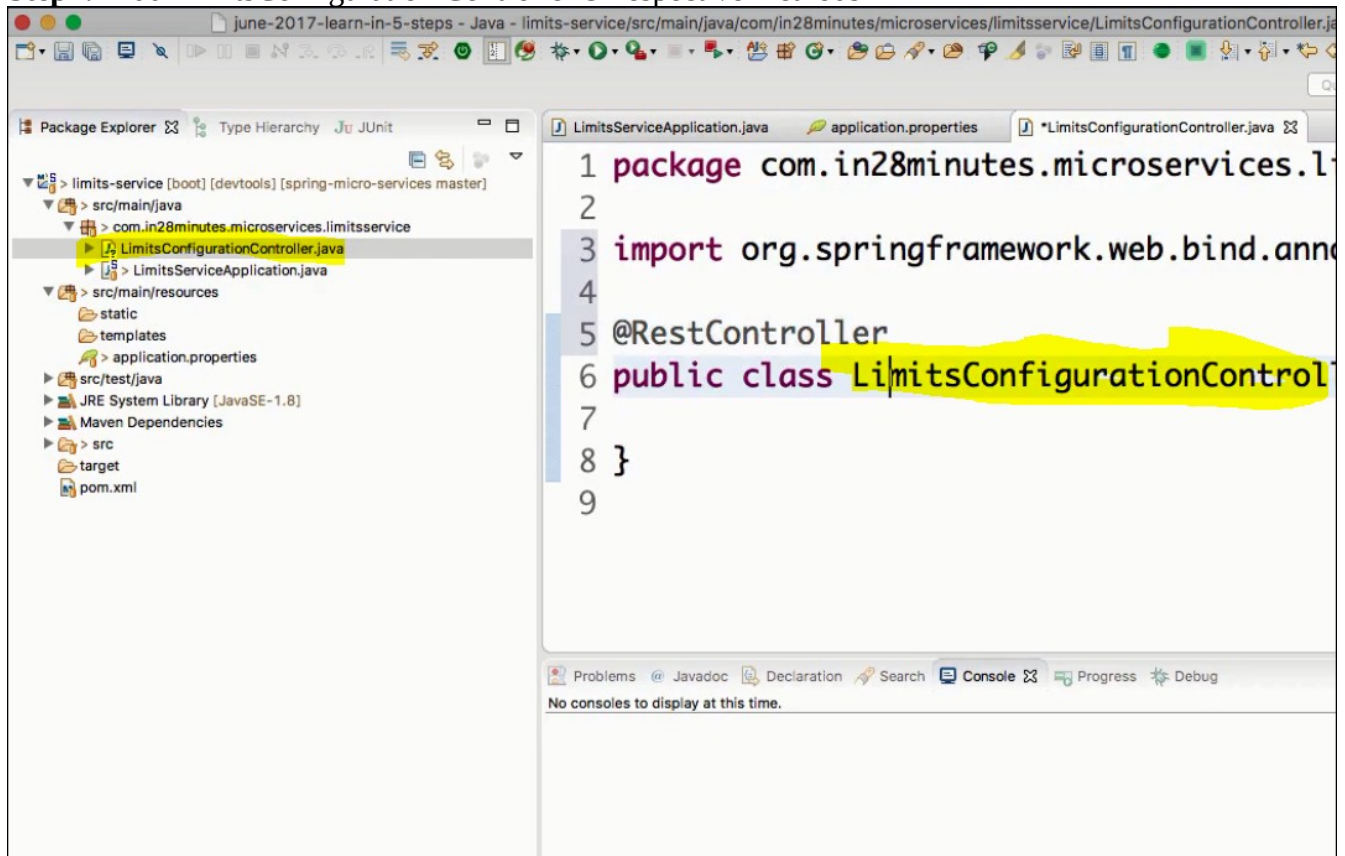 june-2017-learn-in-5-steps - Java - limits-service/src/main/java/com/in28minutes/microservices/limitsservice/LimitsConfigurationController.ja
Package Explorer Type Hierarchy JUnit
> limits-service [boot] [devtools] [spring-micro-services master]
> src/main/java
> com.in28minutes.microservices.limitsservice
LimitsConfigurationController.java
> LimitsServiceApplication.java
> src/main/resources
static
templates
> application.properties
src/test/java
JRE System Library [JavaSE-1.8]
Maven Dependencies
> src
target
pom.xml
LimitsServiceApplication.java application.properties *LimitsConfigurationController.java
1 package com.in28minutes.microservices.li
2
3 import org.springframework.web.bind.anno
4
5 @RestController
6 public class LimitsConfigurationControl
7
8 }
9
Problems @ Javadoc Declaration Search Console Progress Debug
No consoles to display at this time.